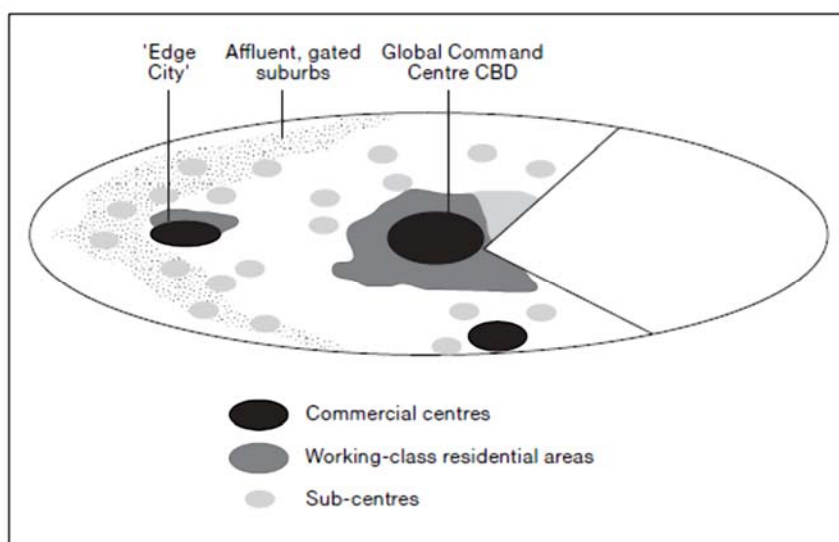 'Edge
City'
Affluent, gated
suburbs
Global Command
Centre CBD
Commercial centres
Working-class residential areas
Sub-centres